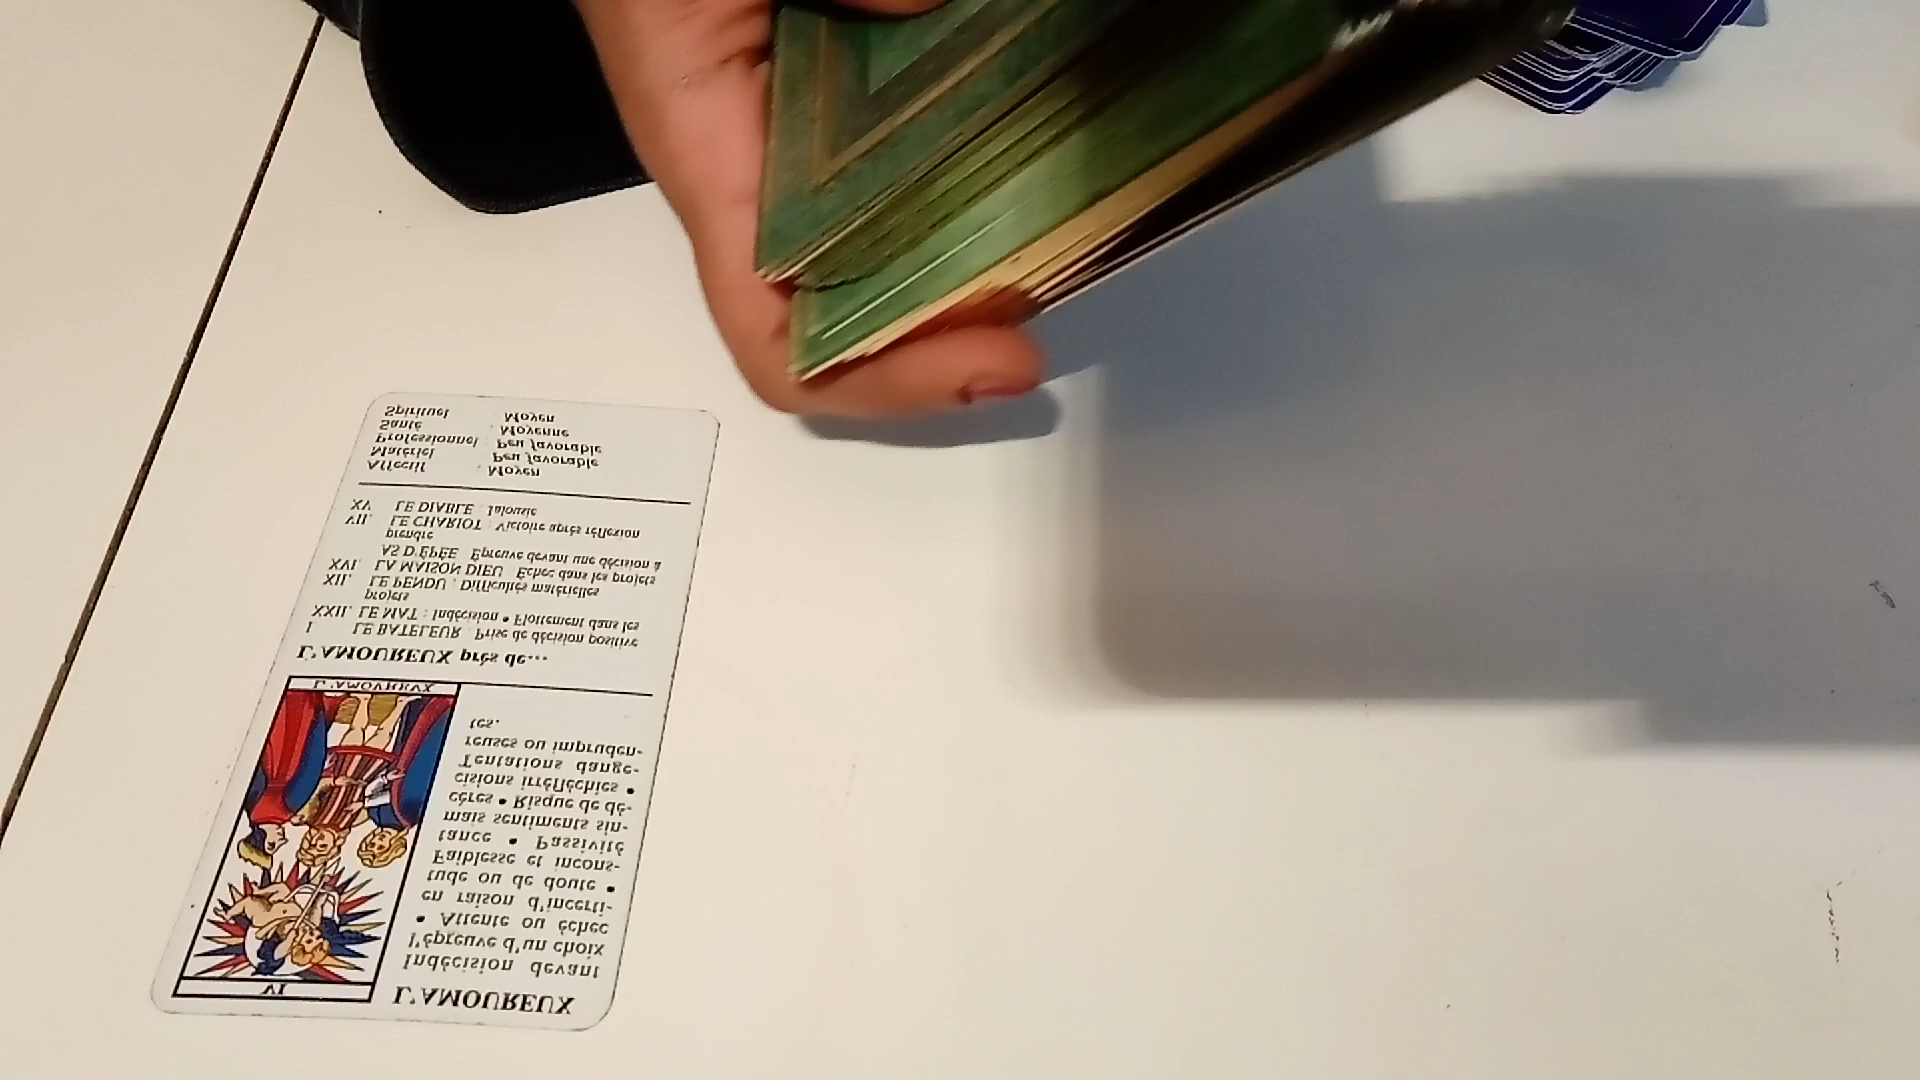 L'AMOUREUX
VI
Indécision devant
l'épreuve d'un choix
• Attente ou échec
en raison d'incerti-
tude ou de doute •
Faiblesse et incons-
tance • Passivité
mais sentiments sin-
cères • Risque de dé-
cisions irréfléchies •
Tentations dange-
reuses ou impruden-
tes.
L'AMOVREVX
L'AMOUREUX près de...
I LE BATELEUR : Prise de décision positive
XXII. LE MAT : Indécision • Flottement dans les
projets
XII. LE PENDU : Difficultés matérielles
XVI. LA MAISON DIEU : Echec dans les projets
AS D'ÉPÉE : Epreuve devant une décision à
prendre
VII. LE CHARIOT : Victoire après réflexion
XV LE DIABLE : Jalousie
Affectif : Moyen
Matériel : Peu favorable
Professionnel : Peu favorable
Santé : Moyenne
Spirituel : Moyen